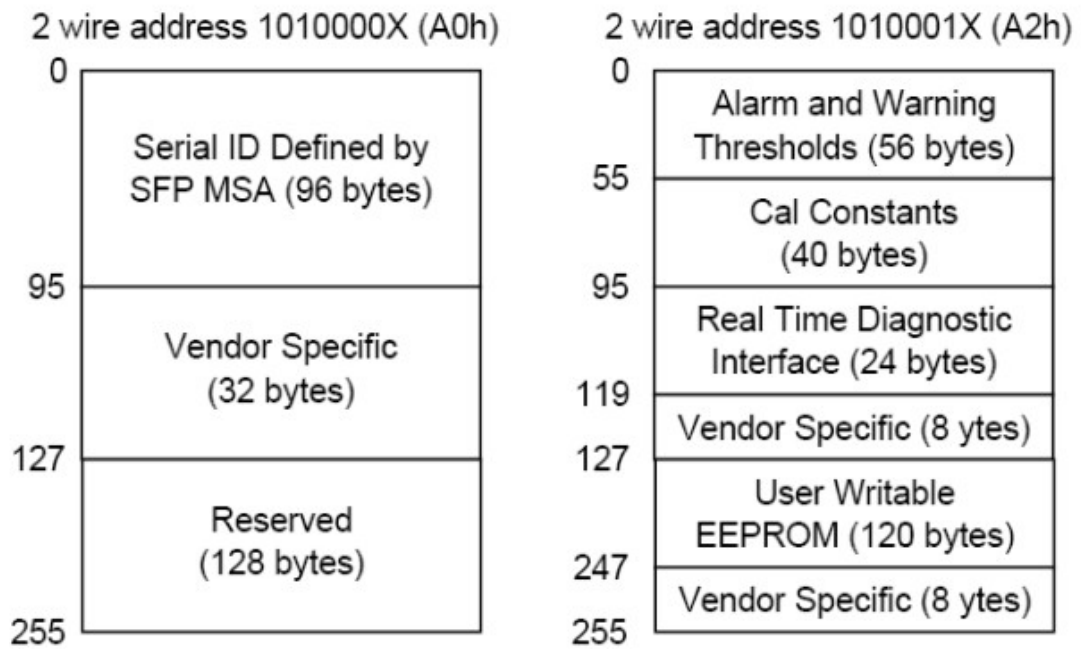 2 wire address 1010000X (A0h)
0
Serial ID Defined by
SFP MSA (96 bytes)
95
Vendor Specific
(32 bytes)
127
Reserved
(128 bytes)
255
2 wire address 1010001X (A2h)
0
Alarm and Warning
Thresholds (56 bytes)
55
Cal Constants
(40 bytes)
95
Real Time Diagnostic
Interface (24 bytes)
119
Vendor Specific (8 ytes)
127
User Writable
EEPROM (120 bytes)
247
Vendor Specific (8 ytes)
255